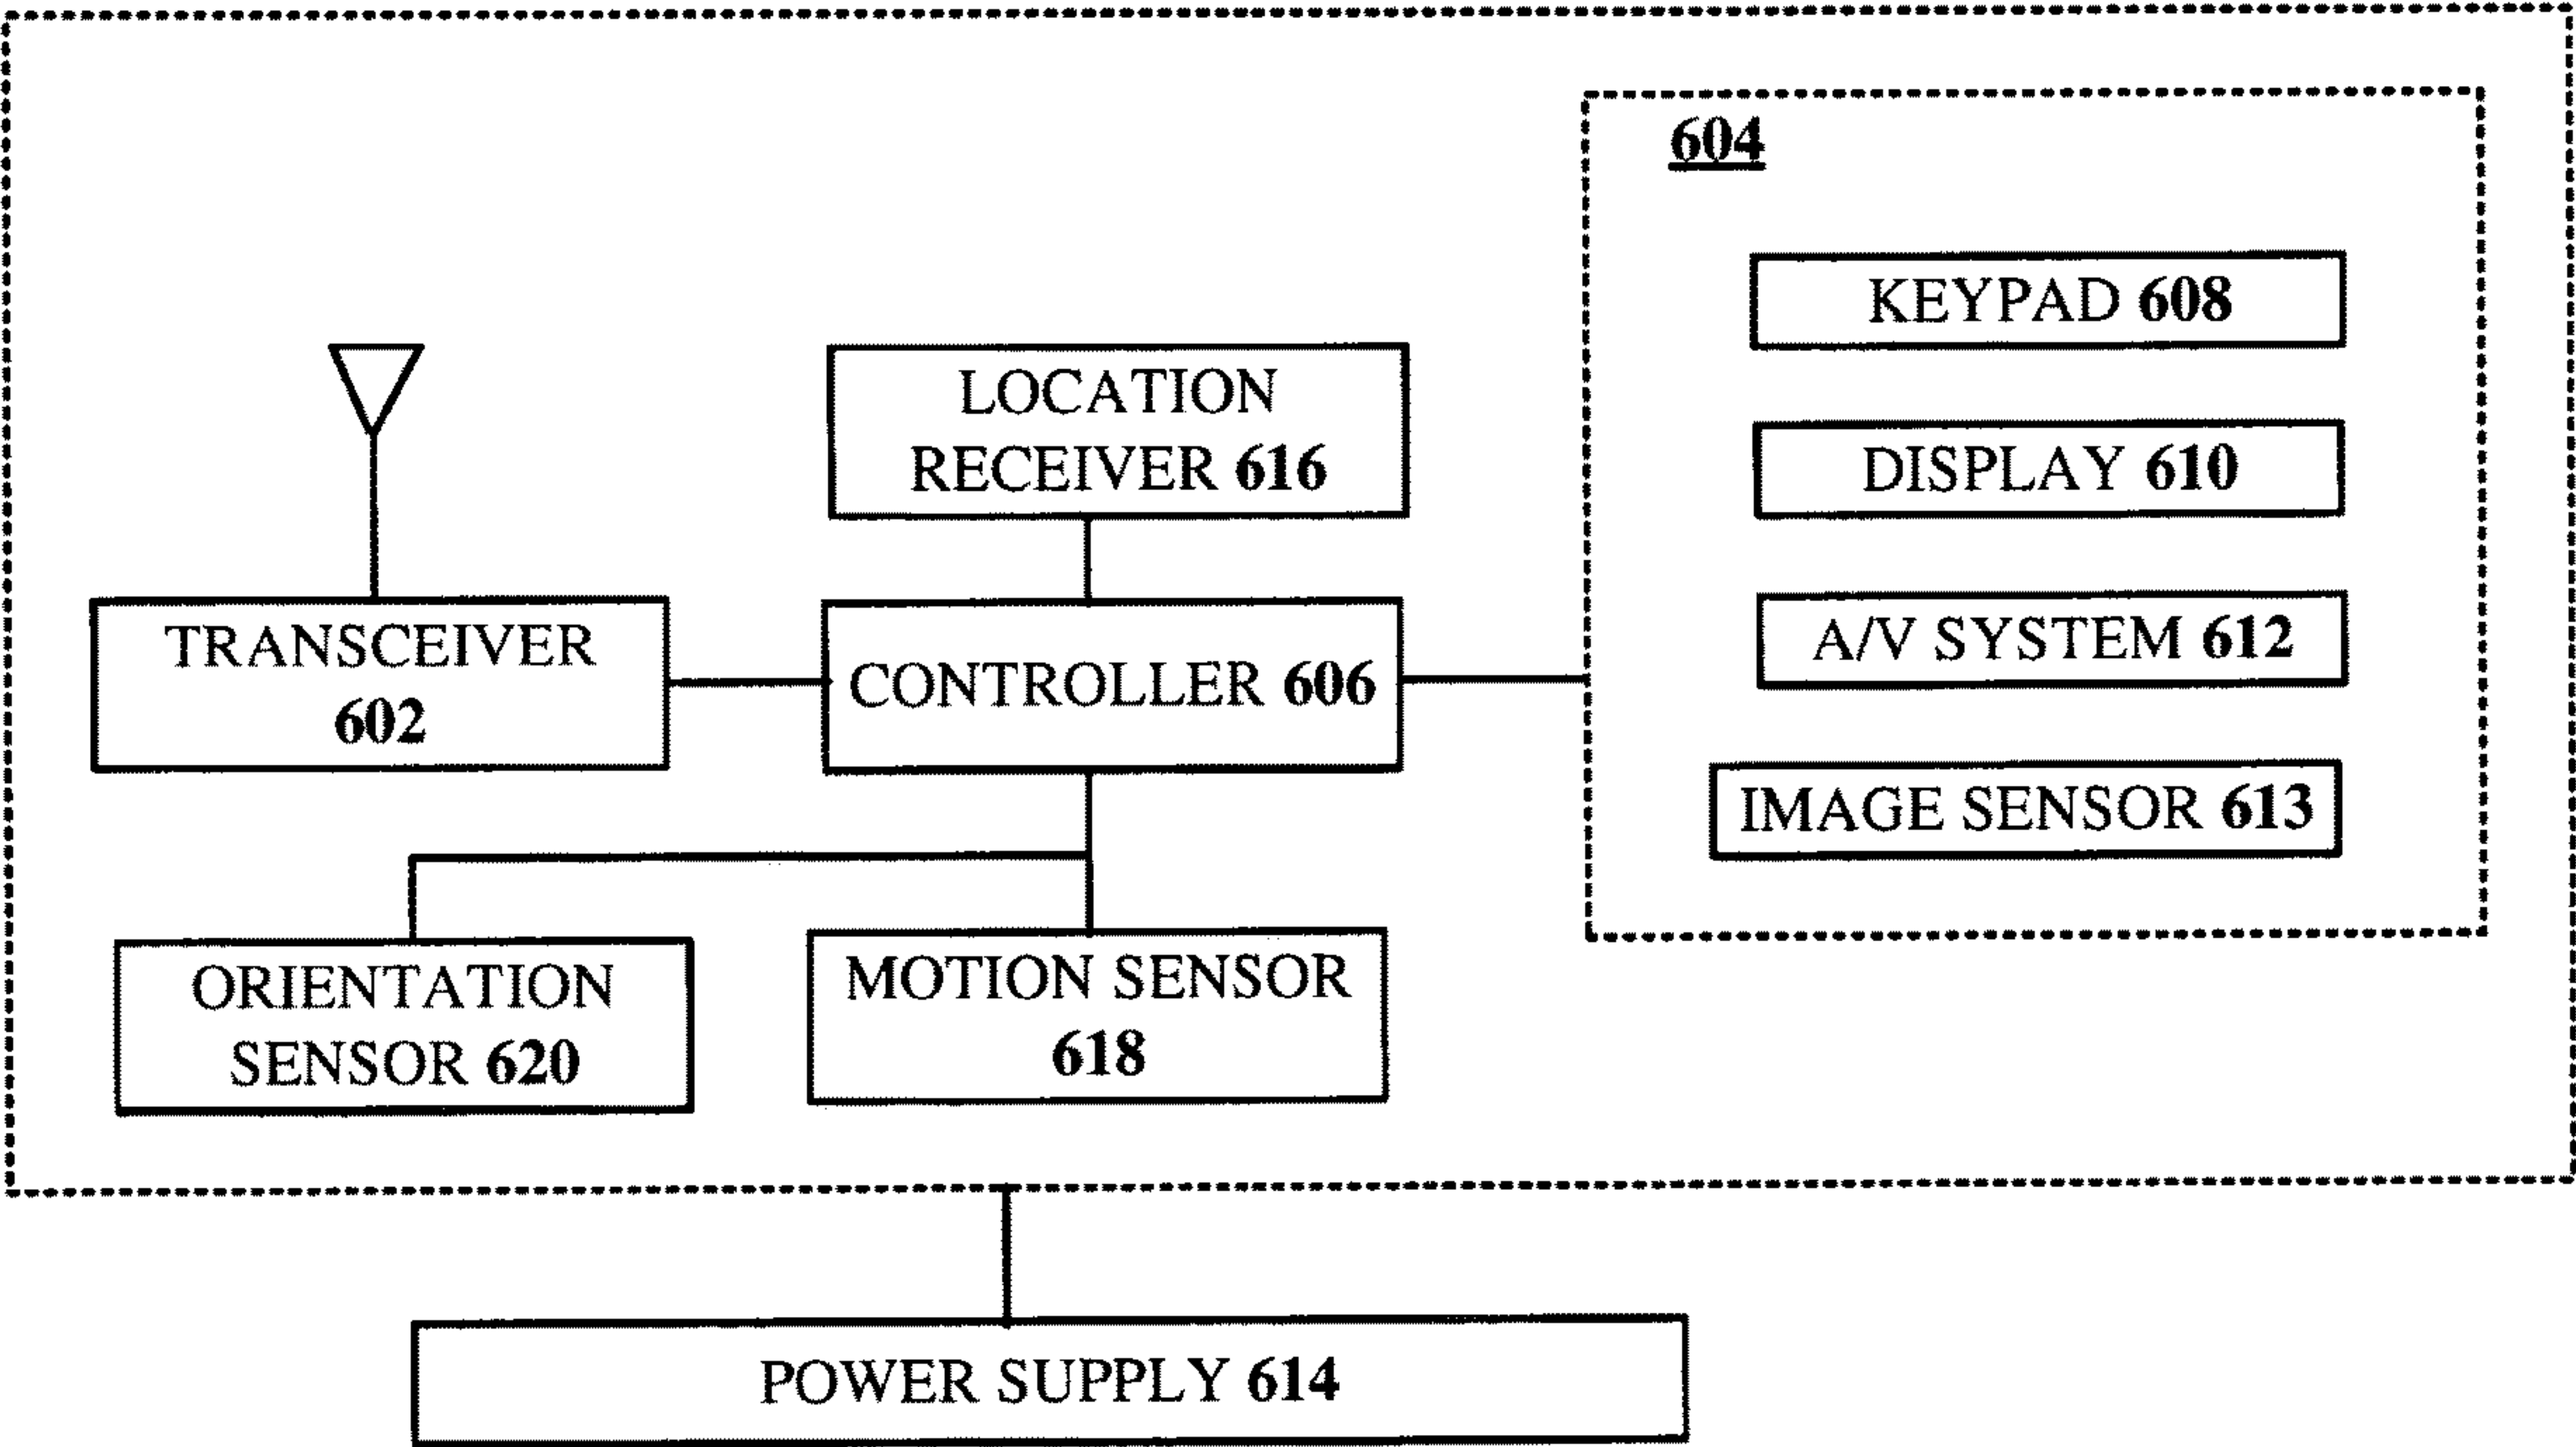 604
KEYPAD 608
LOCATION
RECEIVER 616
DISPLAY 610
TRANSCEIVER
602
CONTROLLER 606
A/V SYSTEM 612
IMAGE SENSOR 613
ORIENTATION
SENSOR 620
MOTION SENSOR
618
POWER SUPPLY 614